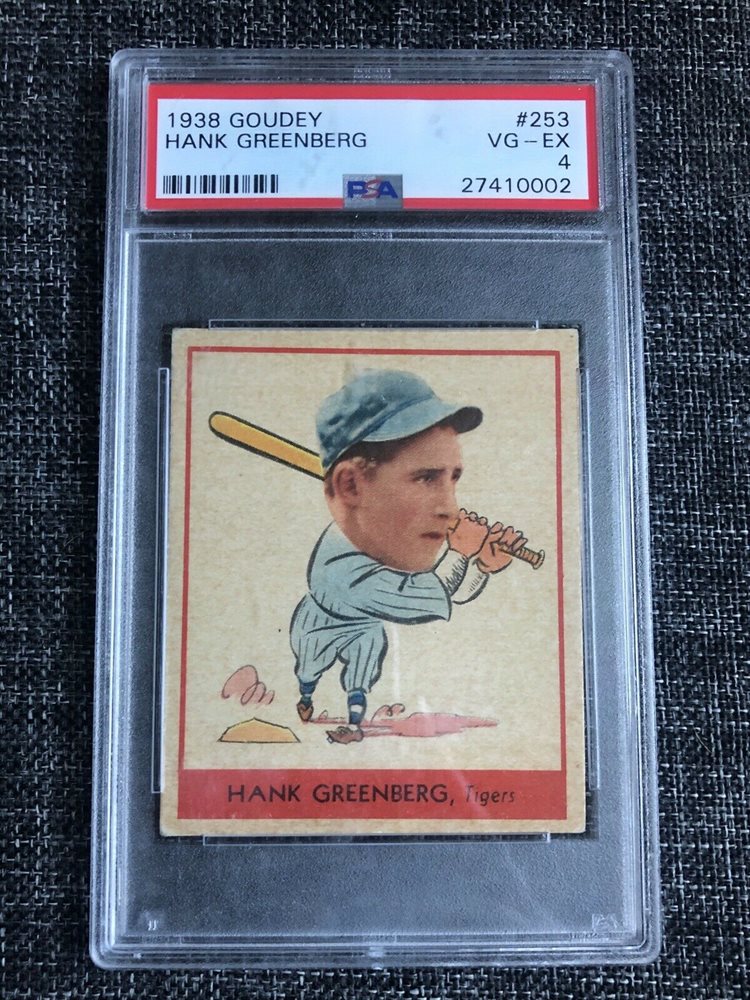 1938 GOUDEY #253
HANK GREENBERG VG-EX
4
PSA 27410002
HANK GREENBERG, Tigers